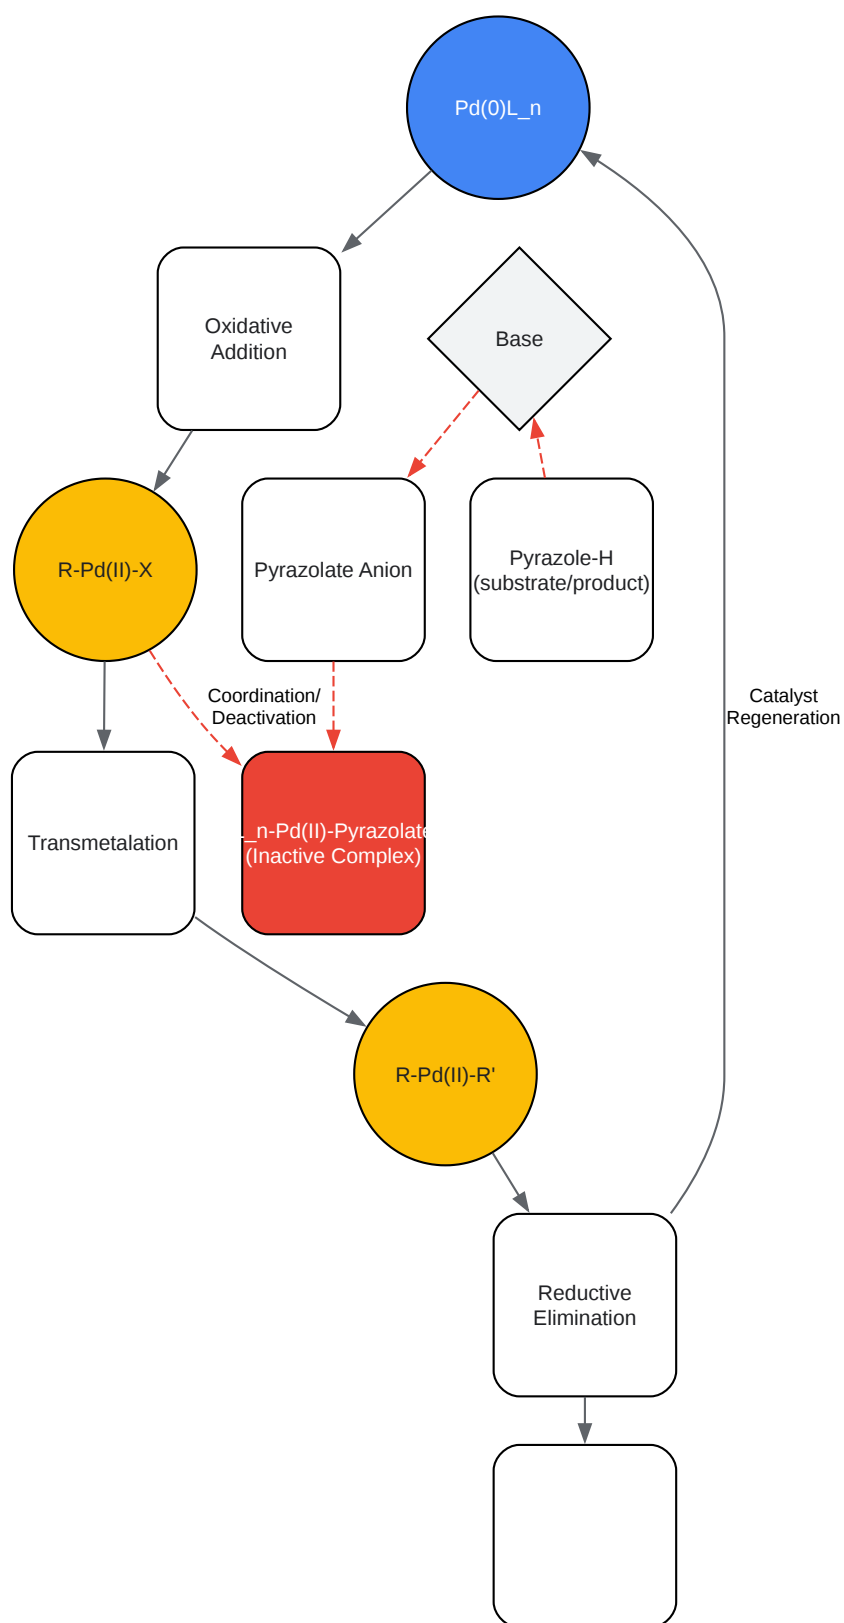 Pd(0)L_n
Oxidative
Addition
Base
R-Pd(II)-X
Pyrazolate Anion
Pyrazole-H
(substrate/product)
Coordination/
Deactivation
Catalyst
Regeneration
Transmetalation
L_n-Pd(II)-Pyrazolate
(Inactive Complex)
R-Pd(II)-R'
Reductive
Elimination